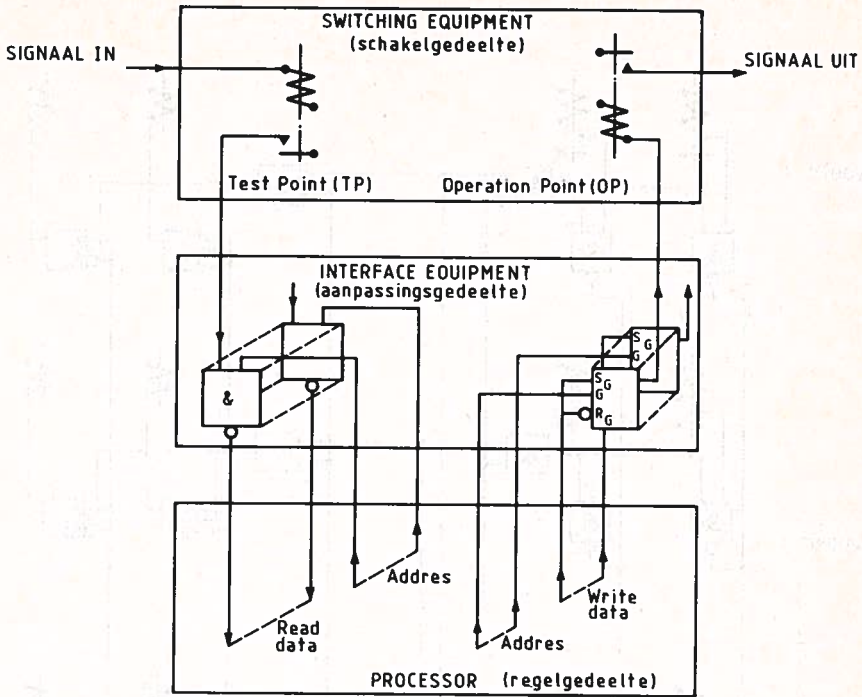 SWITCHING EQUIPMENT
(schakelgedeelte)
SIGNAAL IN
SIGNAAL UIT
Test Point (TP)
Operation Point (OP)
INTERFACE EQUIPMENT
(aanpassingsgedeelte)
&
S G
G
S G
G
R G
Addres
Read
data
Addres
Write
data
PROCESSOR (regelgedeelte)